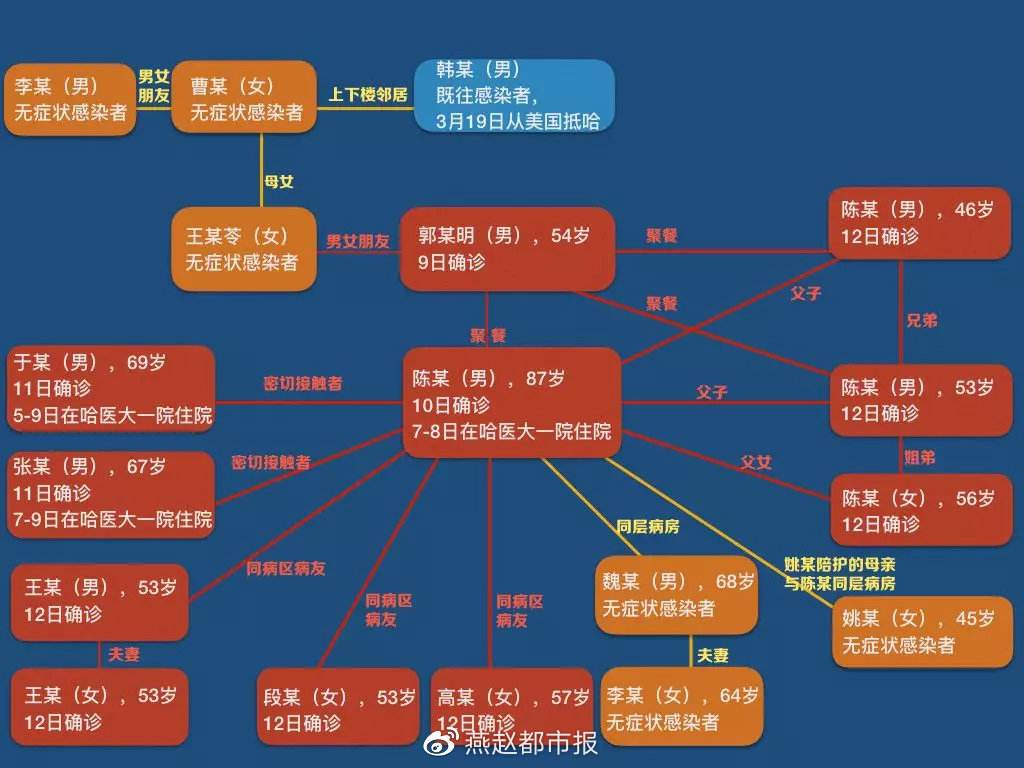 李某（男）
无症状感染者
男女
朋友
曹某（女）
无症状感染者
上下楼邻居
韩某（男）
既往感染者，
3月19日从美国抵哈
母女
王某苓（女）
无症状感染者
男女朋友
郭某明（男），54岁
9日确诊
聚餐
陈某（男），46岁
12日确诊
聚餐
父子
兄弟
聚餐
于某（男），69岁
11日确诊
5-9日在哈医大一院住院
密切接触者
陈某（男），87岁
10日确诊
7-8日在哈医大一院住院
父子
陈某（男），53岁
12日确诊
张某（男），67岁
11日确诊
7-9日在哈医大一院住院
密切接触者
父女
姐弟
陈某（女），56岁
12日确诊
王某（男），53岁
12日确诊
同病区病友
同病区
病友
同病区
病友
同层病房
魏某（男），68岁
无症状感染者
姚某陪护的母亲
与陈某同层病房
姚某（女），45岁
无症状感染者
夫妻
王某（女），53岁
12日确诊
段某（女），53岁
12日确诊
高某（女），57岁
12日确诊
夫妻
李某（女），64岁
无症状感染者
燕赵都市报